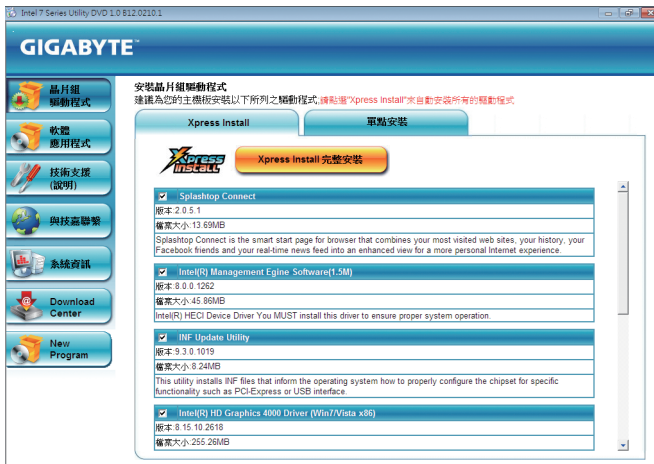 Intel 7 Series Utility DVD 1.0 B12.0210.1
GIGABYTE™
晶片組
驅動程式
軟體
應用程式
技術支援
(說明)
與技嘉聯繫
系統資訊
Download
Center
New
Program
安裝晶片組驅動程式
建議為您的主機板安裝以下所列之驅動程式,請點選"Xpress Install"來自動安裝所有的驅動程式
Xpress Install
單點安裝
Xpress
INSTALL
Xpress Install 完整安裝
Splashtop Connect
版本:2.0.5.1
檔案大小:13.69MB
Splashtop Connect is the smart start page for browser that combines your most visited web sites, your history, your
Facebook friends and your real-time news feed into an enhanced view for a more personal Internet experience.
Intel(R) Management Egine Software(1.5M)
版本:8.0.0.1262
檔案大小:45.86MB
Intel(R) HECI Device Driver You MUST install this driver to ensure proper system operation.
INF Update Utility
版本:9.3.0.1019
檔案大小:8.24MB
This utility installs INF files that inform the operating system how to properly configure the chipset for specific
functionality such as PCI-Express or USB interface.
Intel(R) HD Graphics 4000 Driver (Win7/Vista x86)
版本:8.15.10.2618
檔案大小:255.26MB